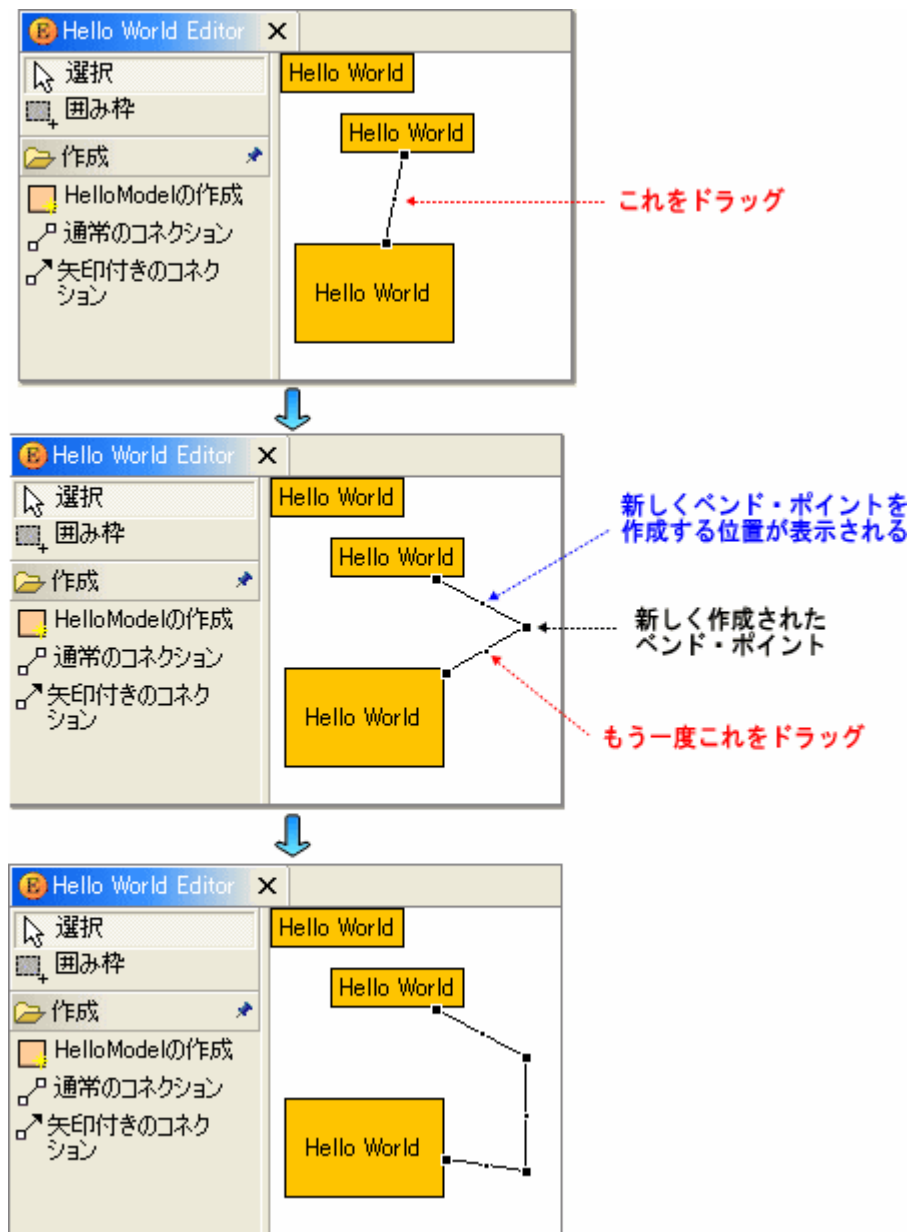 Hello World Editor
選択
囲み枠
作成
HelloModelの作成
通常のコネクション
矢印付きのコネク
ション
Hello World
Hello World
Hello World
これをドラッグ
Hello World Editor
選択
囲み枠
作成
HelloModelの作成
通常のコネクション
矢印付きのコネク
ション
Hello World
Hello World
Hello World
新しくベンド・ポイントを
作成する位置が表示される
新しく作成された
ベンド・ポイント
もう一度これをドラッグ
Hello World Editor
選択
囲み枠
作成
HelloModelの作成
通常のコネクション
矢印付きのコネク
ション
Hello World
Hello World
Hello World